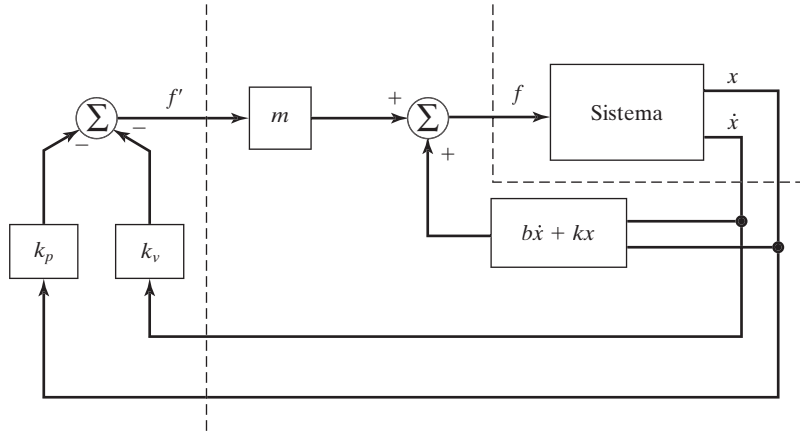 f′
m
+
Σ
−
−
Σ
+
f
Sistema
x
ẋ
k_p
k_v
bẋ + kx